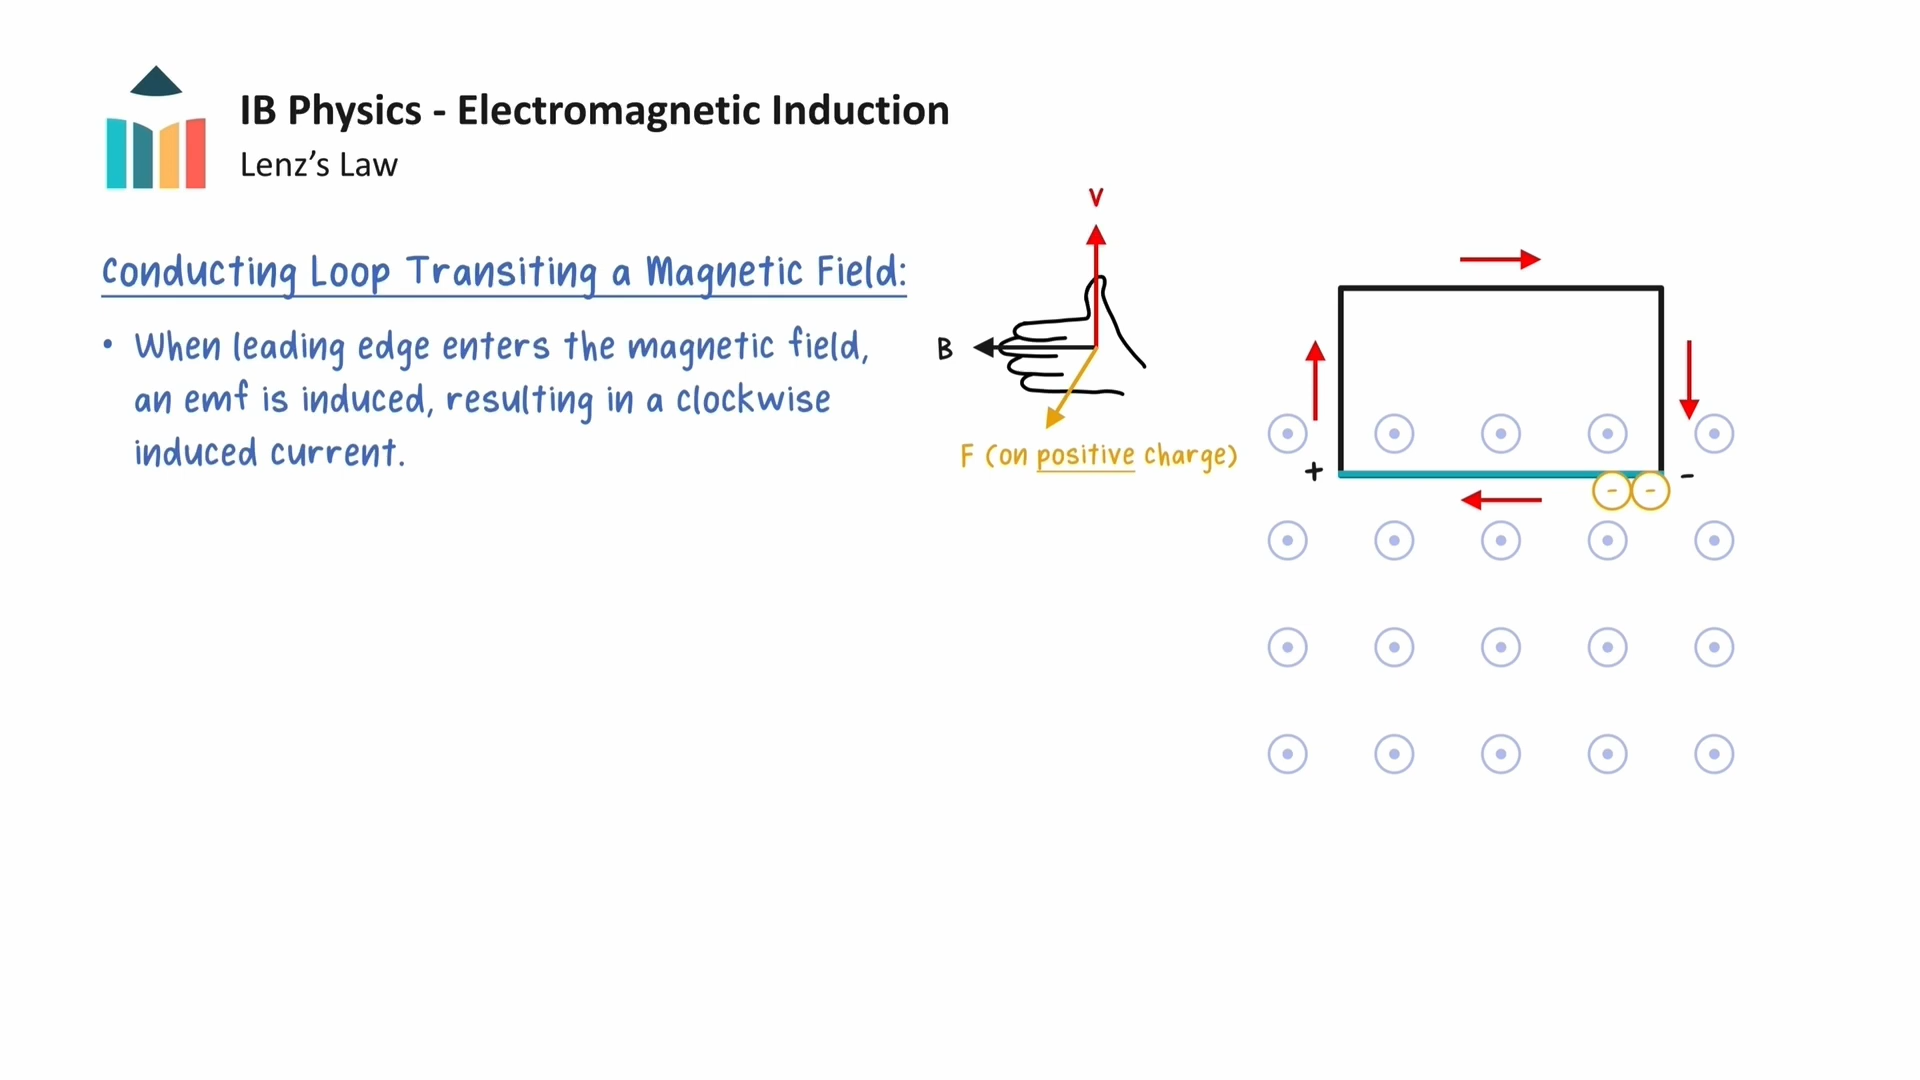 IB Physics - Electromagnetic Induction
Lenz's Law
Conducting Loop Transiting a Magnetic Field:
• When leading edge enters the magnetic field,
an emf is induced, resulting in a clockwise
induced current.
v
B
F (on positive charge)
+ -
- -